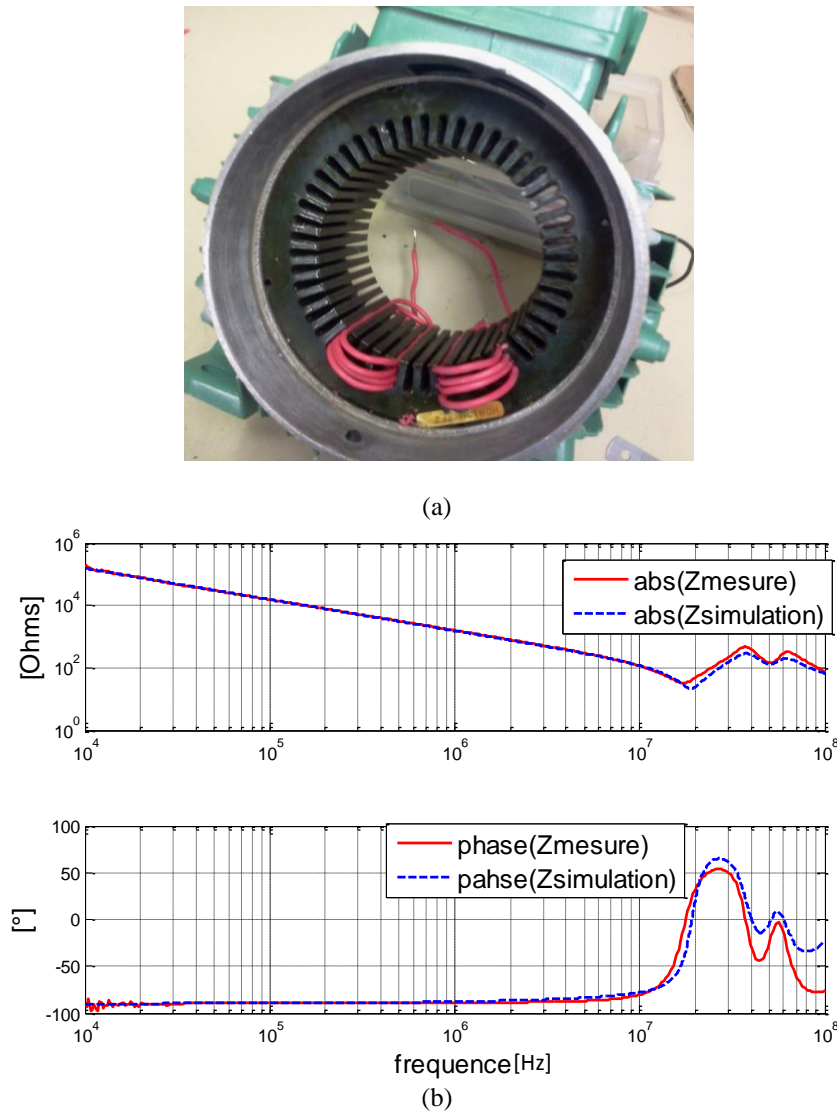 (a)
10^6
10^4
10^2
10^0
[Ohms]
abs(Zmesure)
abs(Zsimulation)
10^4 10^5 10^6 10^7 10^8
100
50
0
-50
-100
[°]
phase(Zmesure)
pahse(Zsimulation)
10^4 10^5 10^6 10^7 10^8
frequence[Hz]
(b)